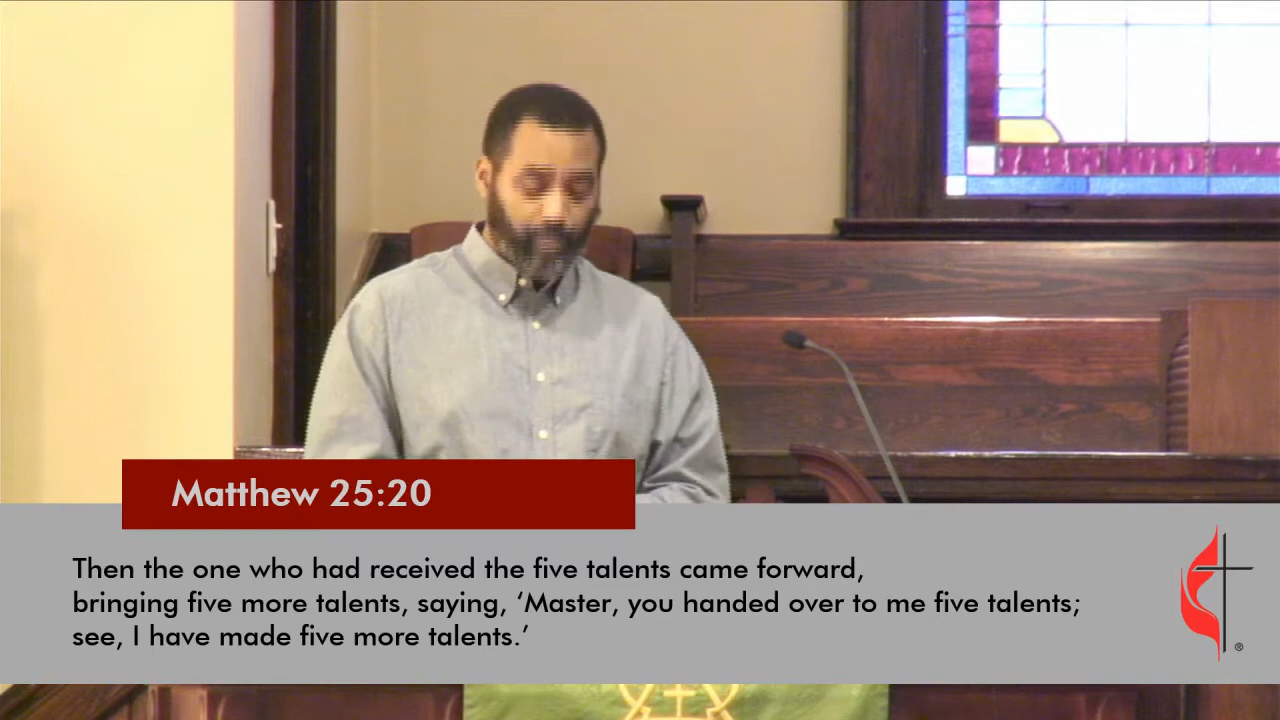 Matthew 25:20
Then the one who had received the five talents came forward,
bringing five more talents, saying, ‘Master, you handed over to me five talents;
see, I have made five more talents.’
®